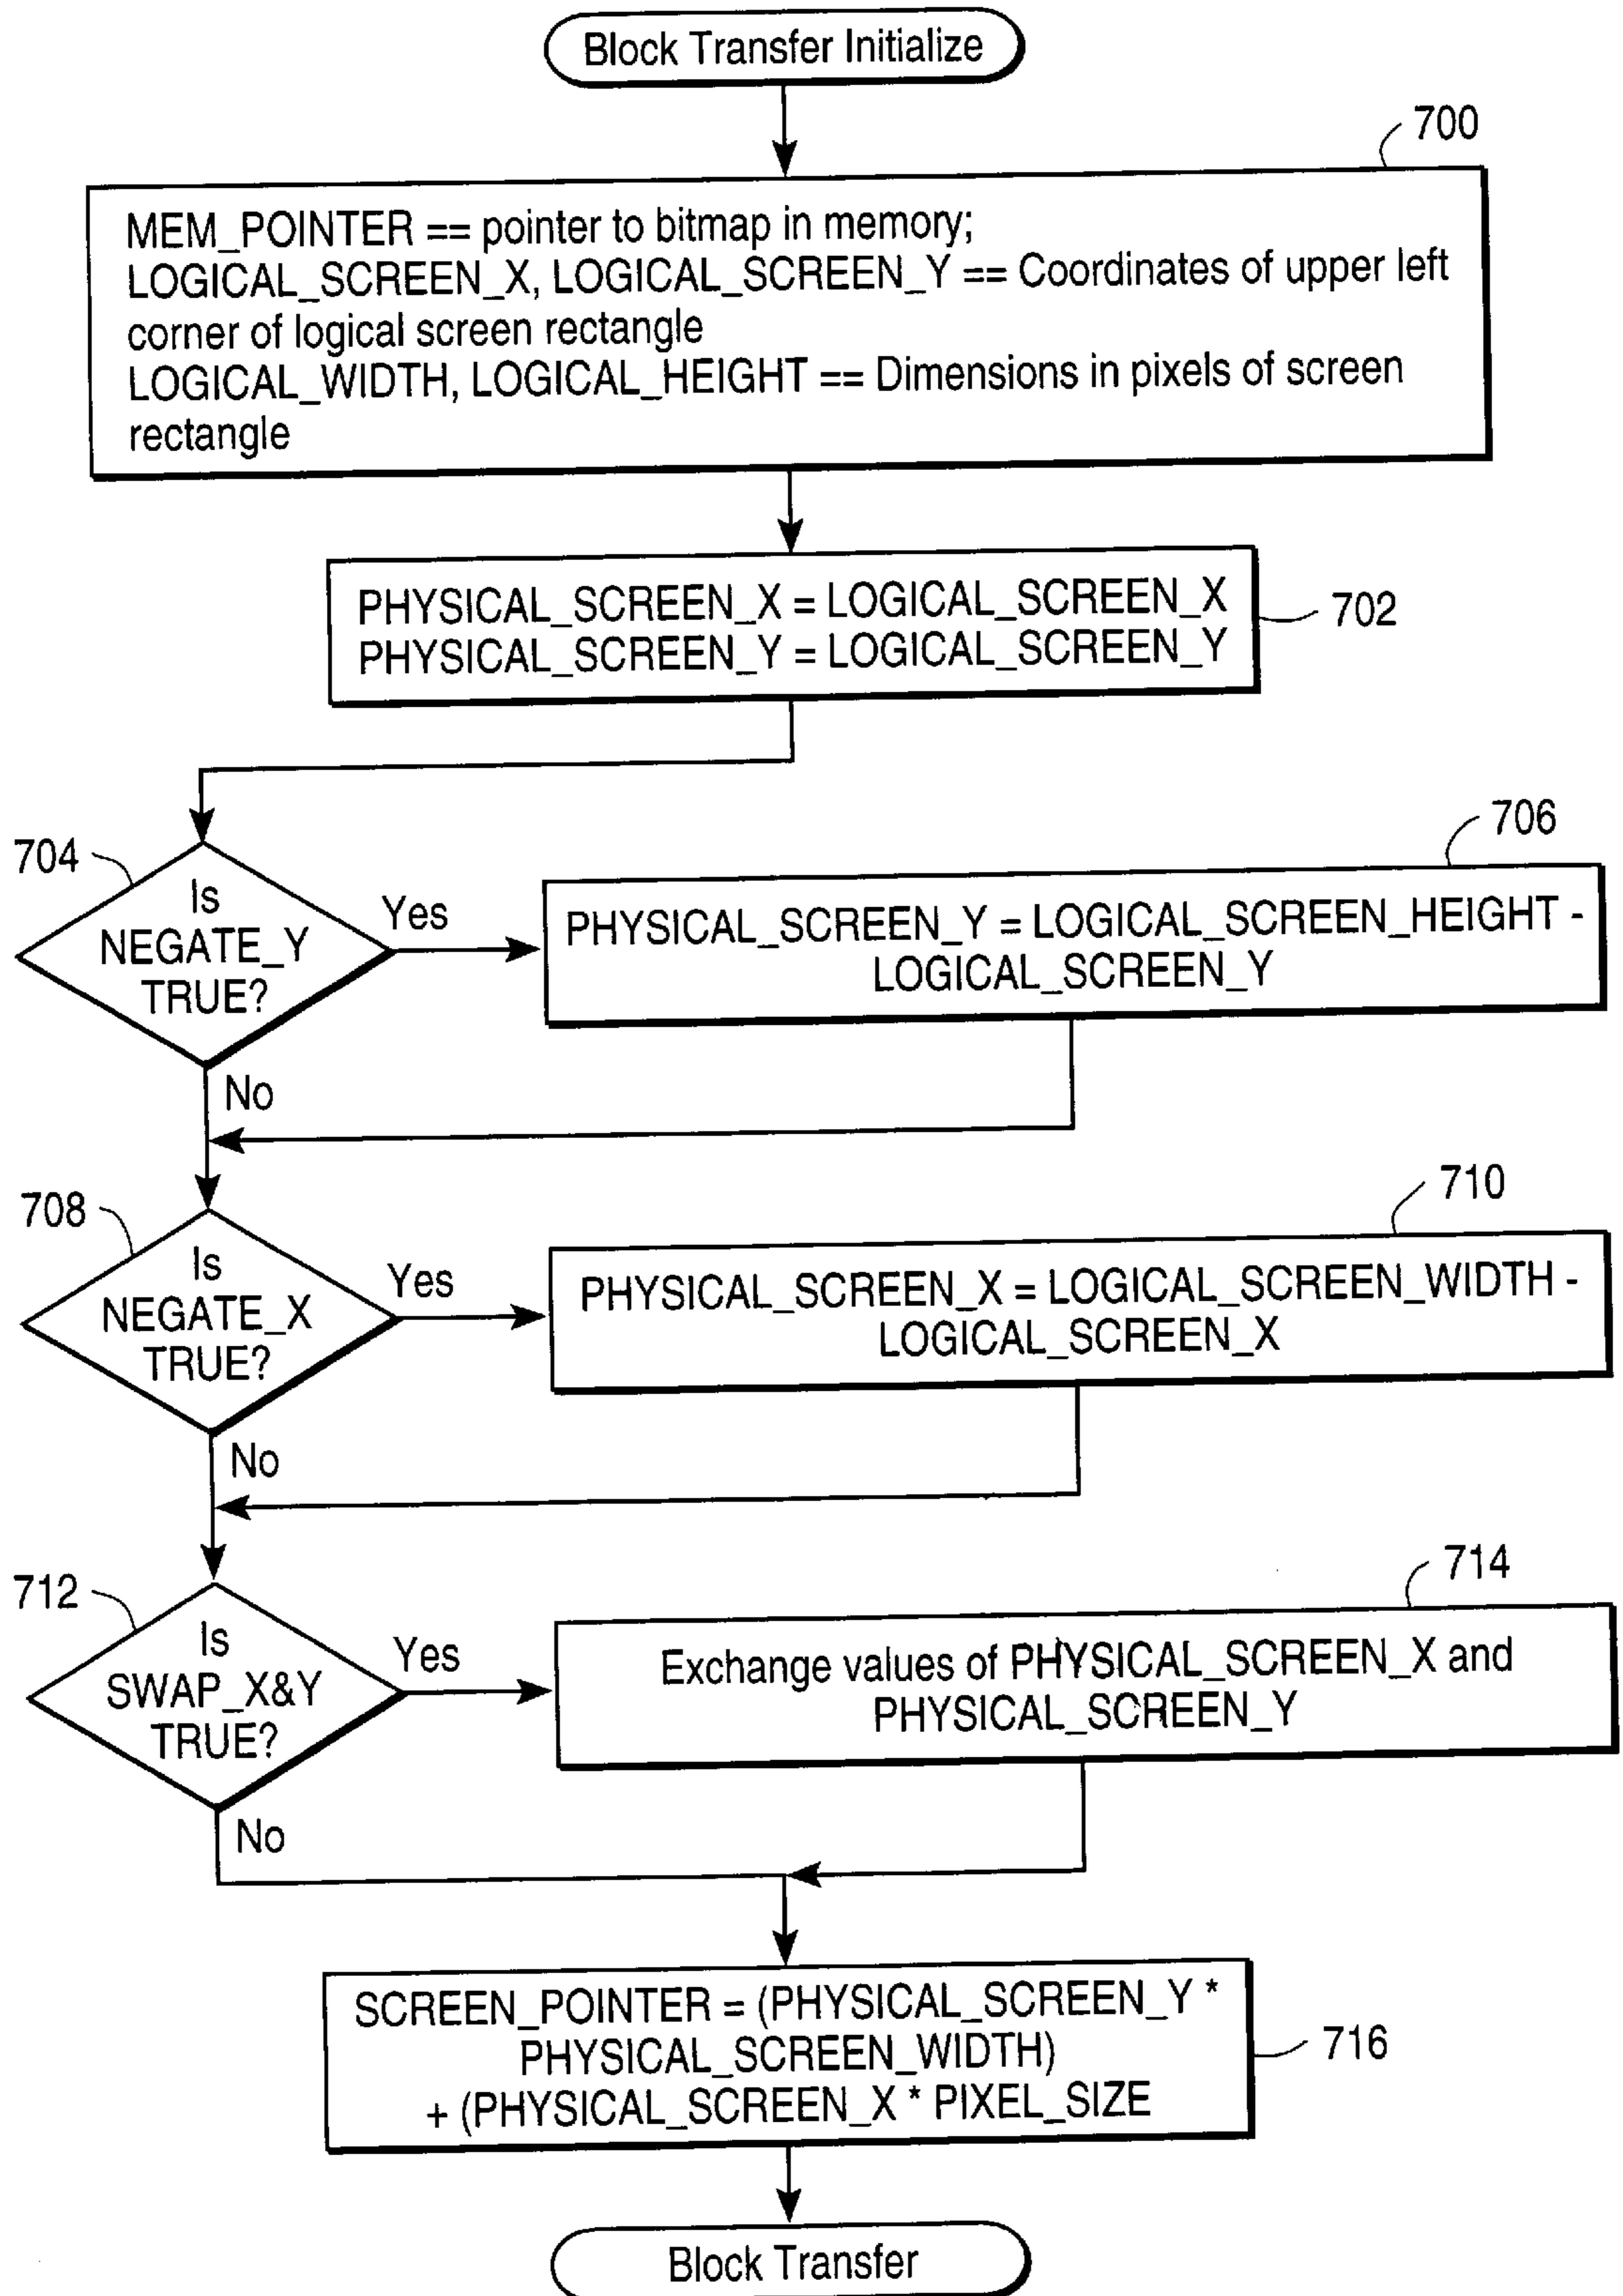 Block Transfer Initialize
700
MEM_POINTER == pointer to bitmap in memory;
LOGICAL_SCREEN_X, LOGICAL_SCREEN_Y == Coordinates of upper left
corner of logical screen rectangle
LOGICAL_WIDTH, LOGICAL_HEIGHT == Dimensions in pixels of screen
rectangle
PHYSICAL_SCREEN_X = LOGICAL_SCREEN_X
PHYSICAL_SCREEN_Y = LOGICAL_SCREEN_Y
702
704
Is
NEGATE_Y
TRUE?
Yes
No
706
PHYSICAL_SCREEN_Y = LOGICAL_SCREEN_HEIGHT -
LOGICAL_SCREEN_Y
708
Is
NEGATE_X
TRUE?
Yes
No
710
PHYSICAL_SCREEN_X = LOGICAL_SCREEN_WIDTH -
LOGICAL_SCREEN_X
712
Is
SWAP_X&Y
TRUE?
Yes
No
714
Exchange values of PHYSICAL_SCREEN_X and
PHYSICAL_SCREEN_Y
SCREEN_POINTER = (PHYSICAL_SCREEN_Y *
PHYSICAL_SCREEN_WIDTH)
+ (PHYSICAL_SCREEN_X * PIXEL_SIZE
716
Block Transfer